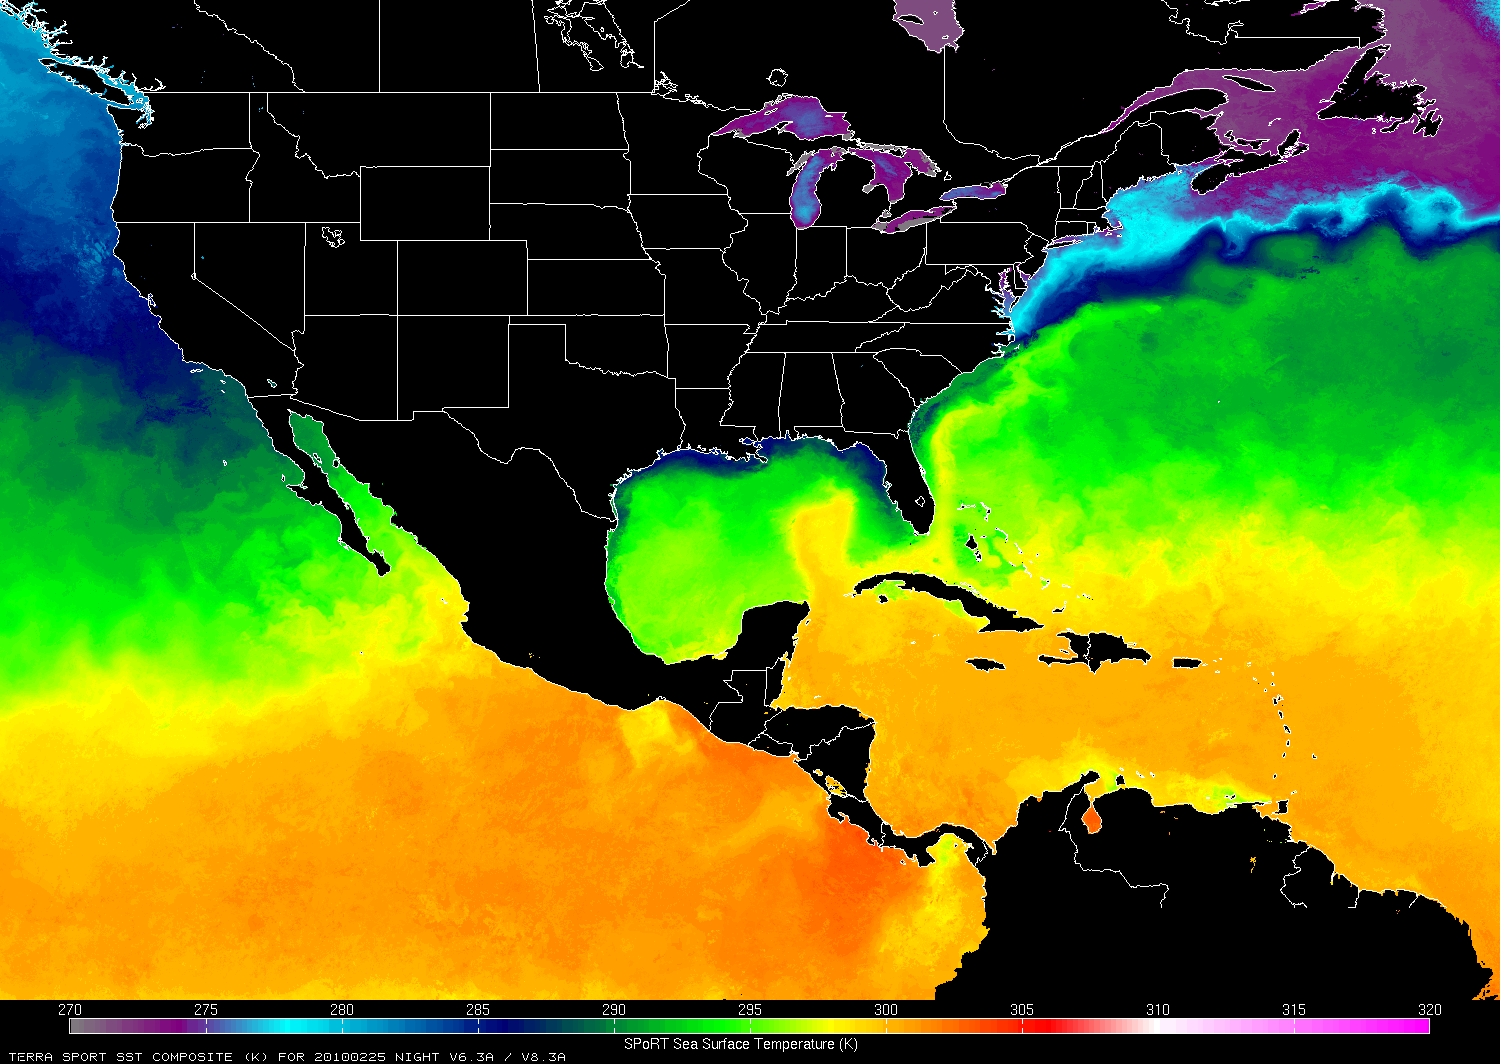 270 275 280 285 290 295 300 305 310 315 320
SPoRT Sea Surface Temperature (K)
TERRA SPORT SST COMPOSITE (K) FOR 20100225 NIGHT V6.3A / V8.3A